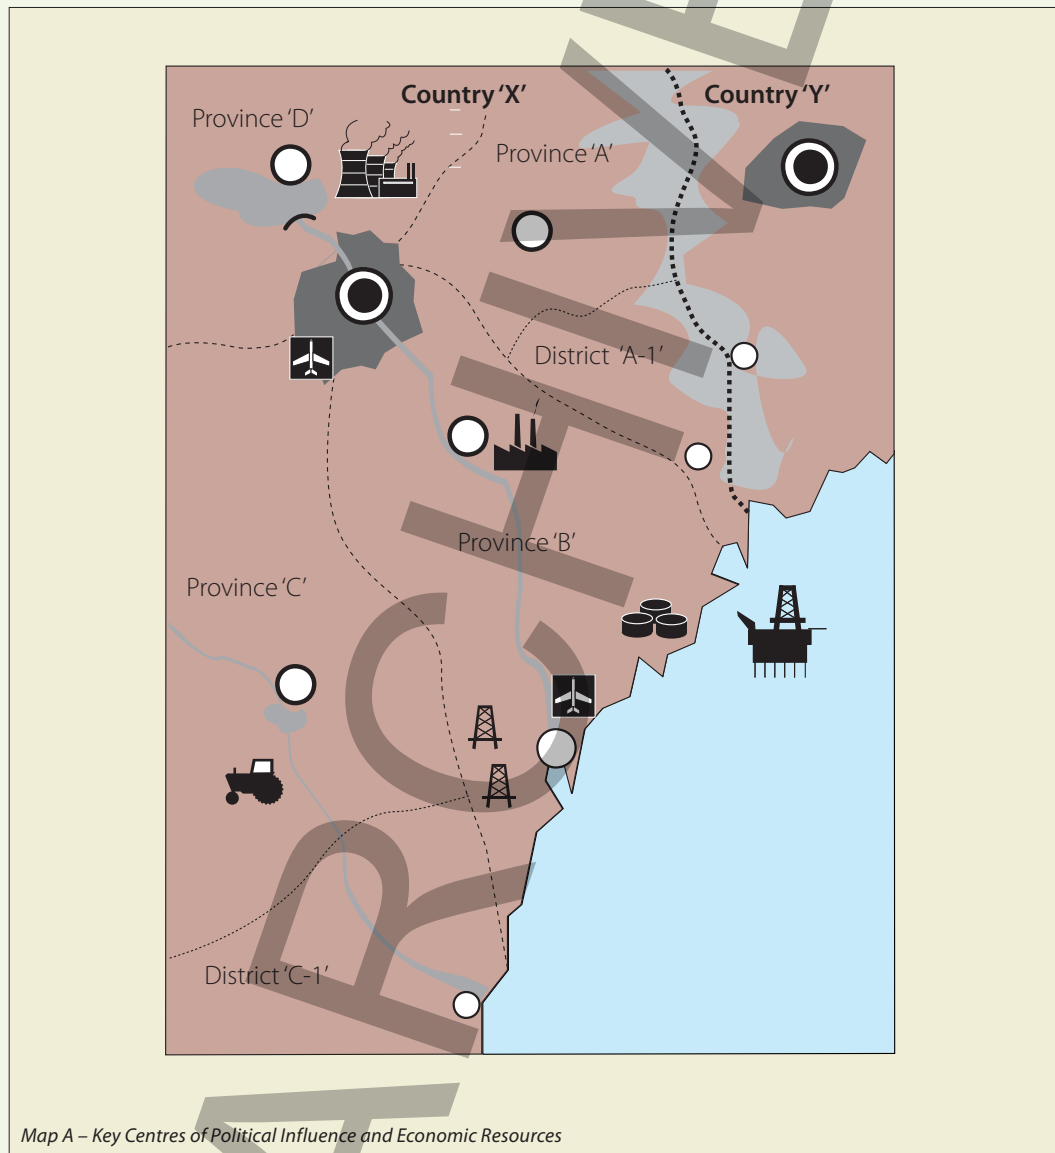 Country ‘X’
Country ‘Y’
Province ‘D’
Province ‘A’
District ‘A-1’
Province ‘B’
Province ‘C’
District ‘C-1’
Map A – Key Centres of Political Influence and Economic Resources